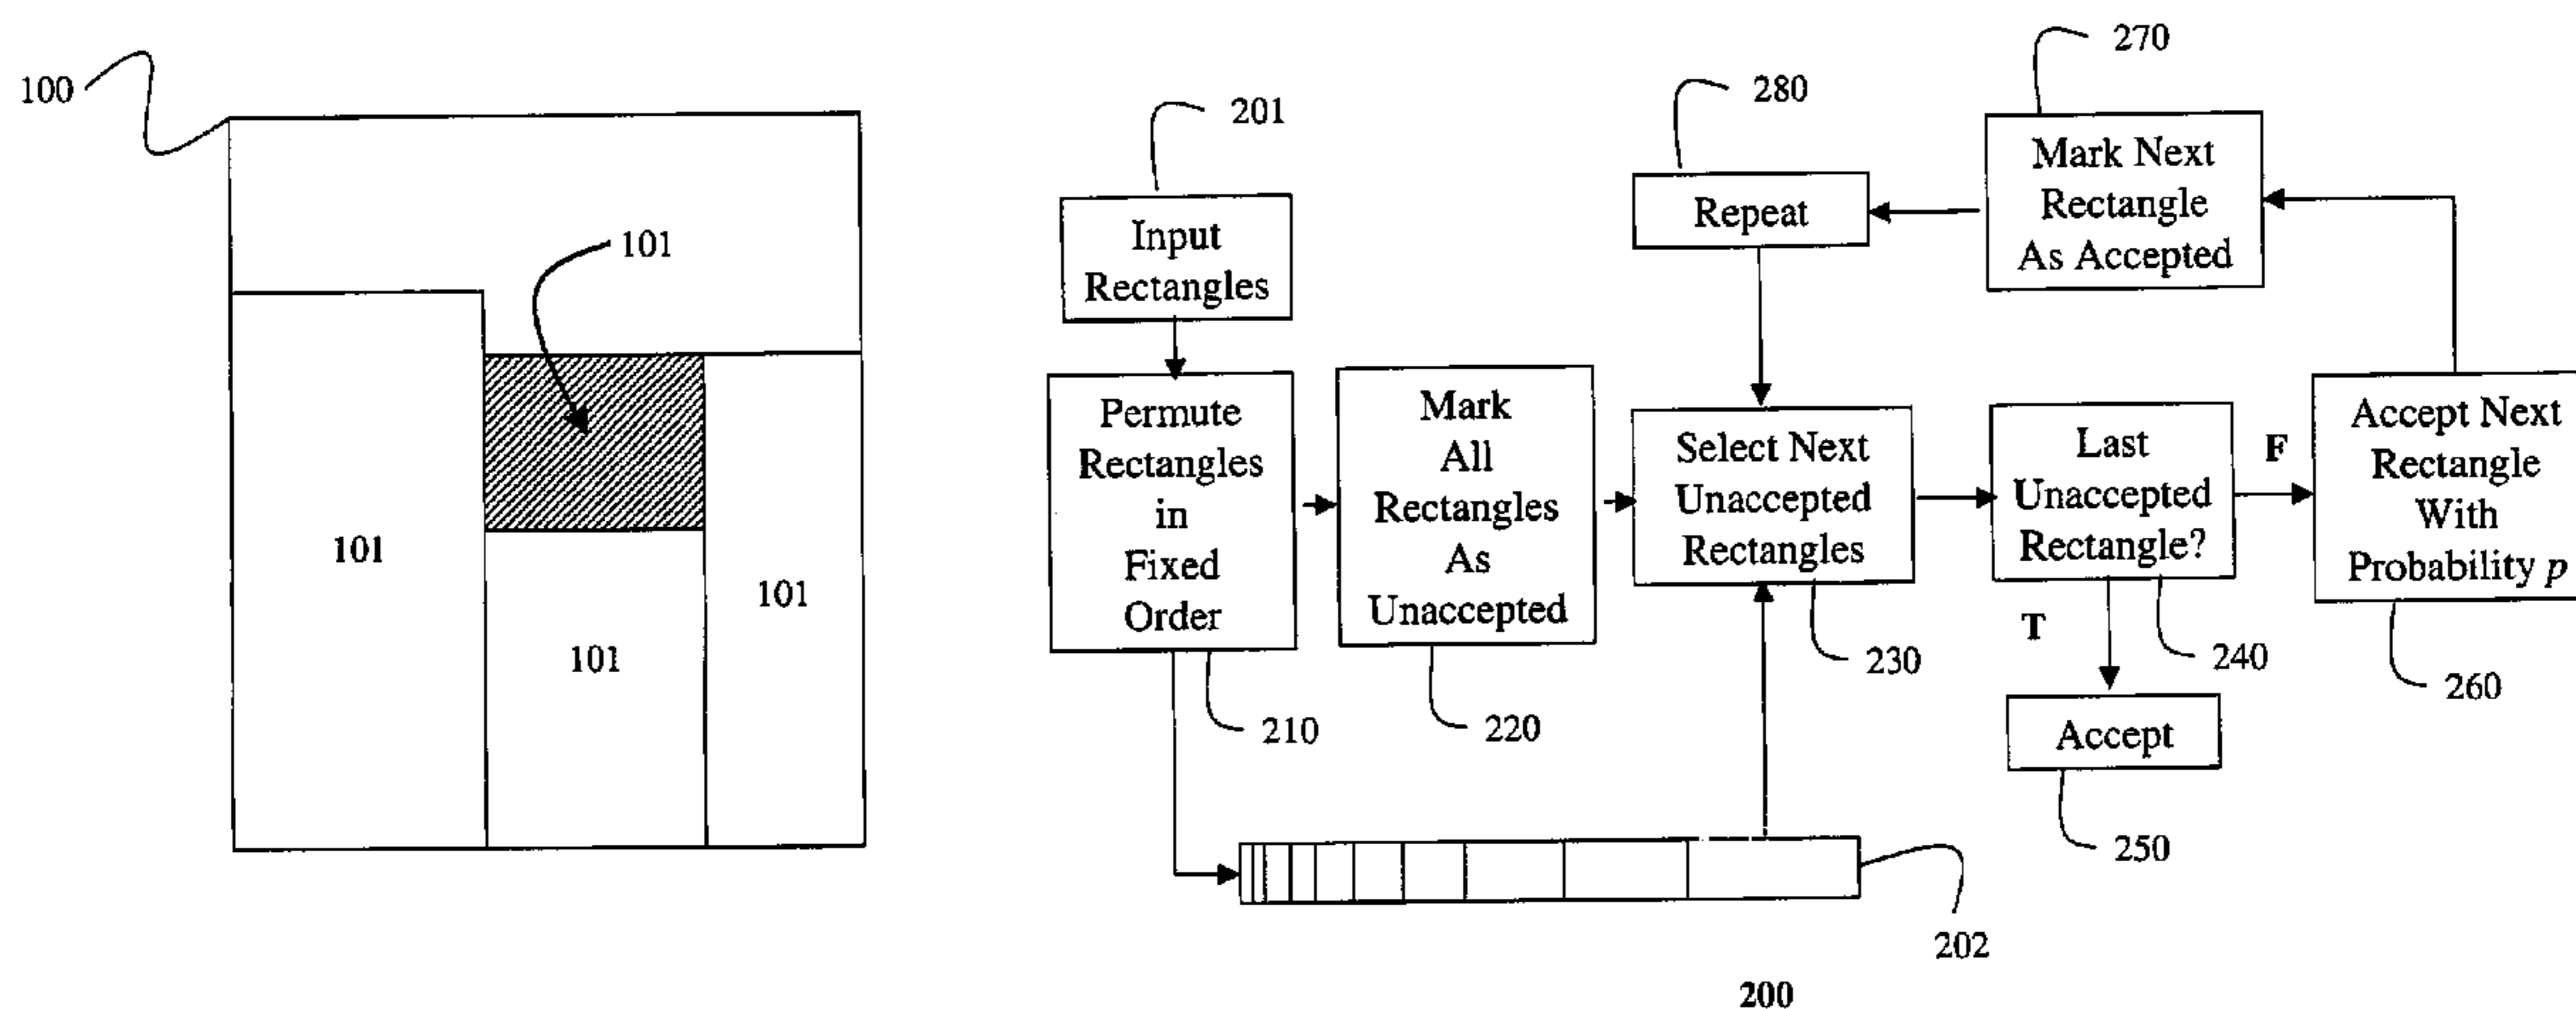 100
101
101
101
101
201
Input
Rectangles
280
Repeat
270
Mark Next
Rectangle
As Accepted
Permute
Rectangles
in
Fixed
Order
210
Mark
All
Rectangles
As
Unaccepted
220
Select Next
Unaccepted
Rectangles
230
Last
Unaccepted
Rectangle?
240
F
T
Accept Next
Rectangle
With
Probability p
260
Accept
250
202
200